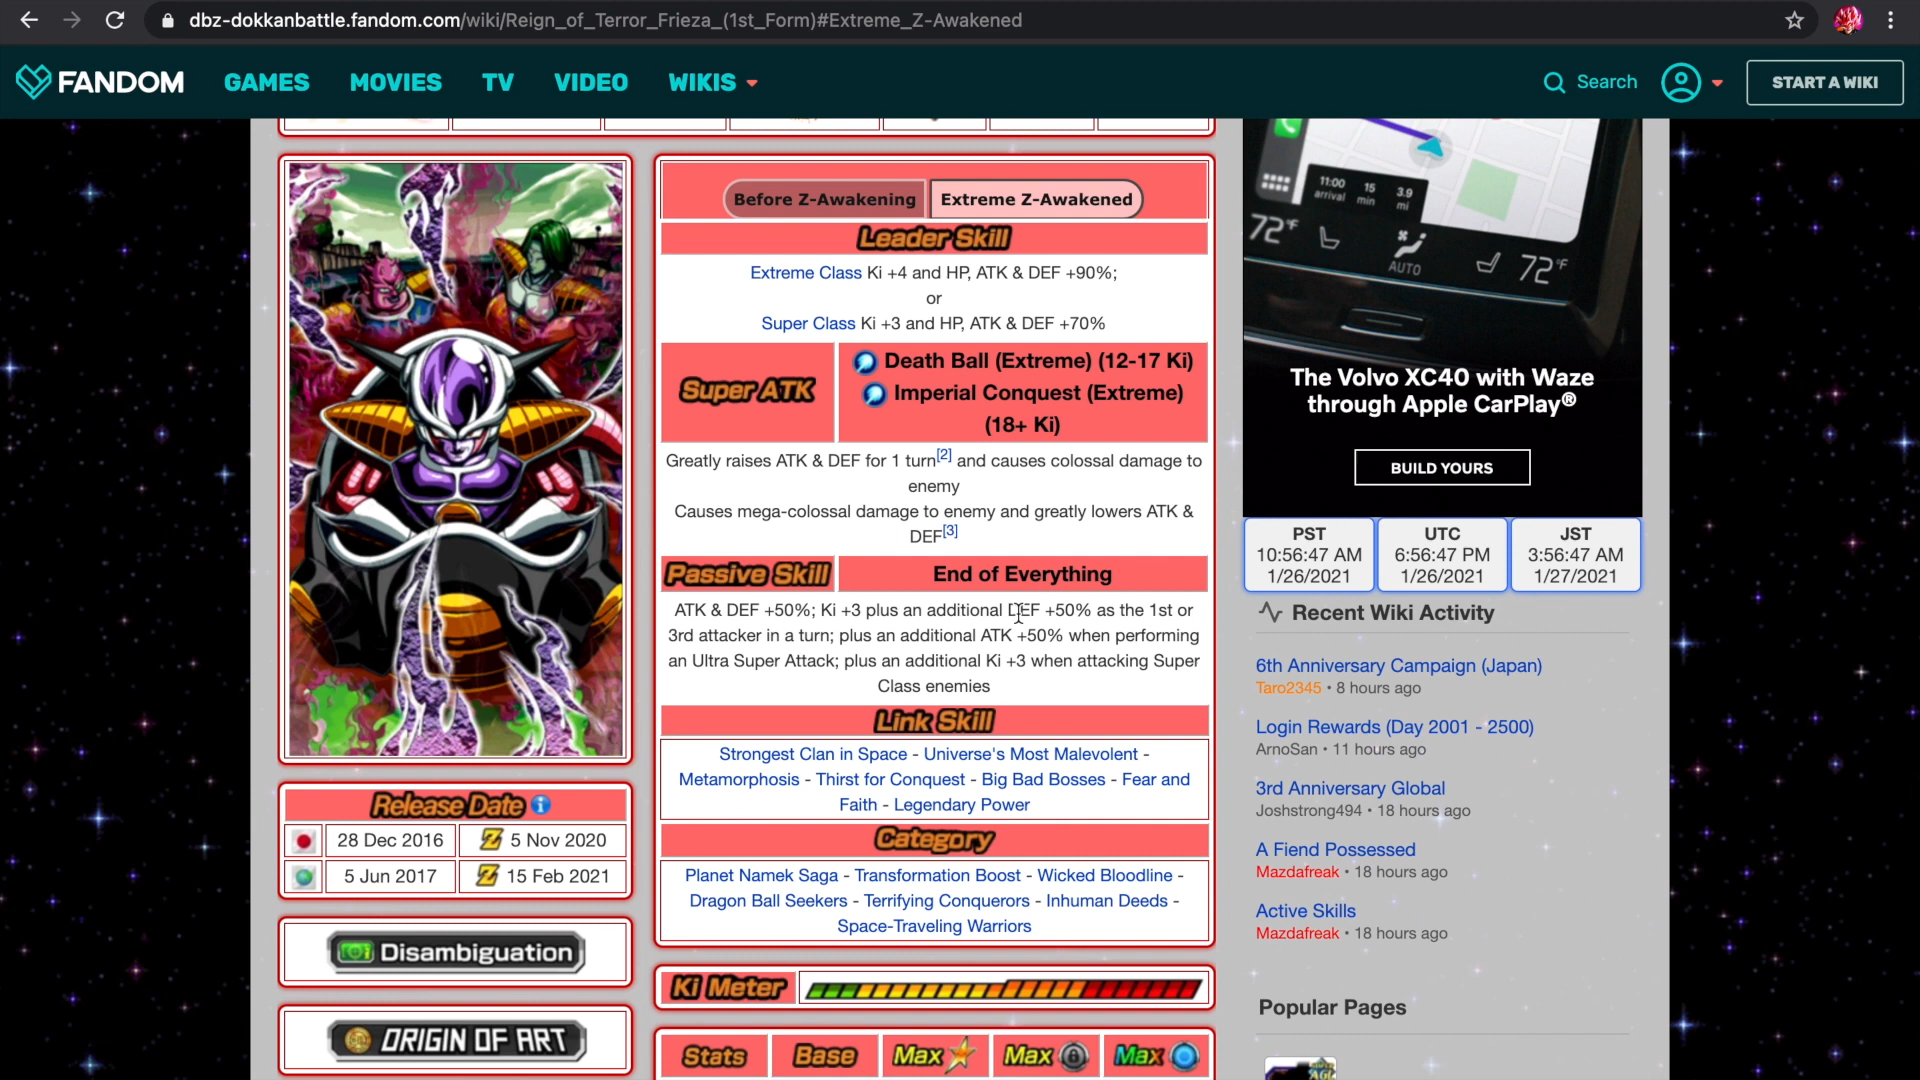 dbz-dokkanbattle.fandom.com/wiki/Reign_of_Terror_Frieza_(1st_Form)#Extreme_Z-Awakened
FANDOM
GAMES
MOVIES
TV
VIDEO
WIKIS
Search
START A WIKI
Before Z-Awakening
Extreme Z-Awakened
Leader Skill
Extreme Class Ki +4 and HP, ATK & DEF +90%;
or
Super Class Ki +3 and HP, ATK & DEF +70%
Super ATK
Death Ball (Extreme) (12-17 Ki)
Imperial Conquest (Extreme)
(18+ Ki)
Greatly raises ATK & DEF for 1 turn[2] and causes colossal damage to
enemy
Causes mega-colossal damage to enemy and greatly lowers ATK &
DEF[3]
Passive Skill
End of Everything
ATK & DEF +50%; Ki +3 plus an additional DEF +50% as the 1st or
3rd attacker in a turn; plus an additional ATK +50% when performing
an Ultra Super Attack; plus an additional Ki +3 when attacking Super
Class enemies
Link Skill
Strongest Clan in Space - Universe's Most Malevolent -
Metamorphosis - Thirst for Conquest - Big Bad Bosses - Fear and
Faith - Legendary Power
Category
Planet Namek Saga - Transformation Boost - Wicked Bloodline -
Dragon Ball Seekers - Terrifying Conquerors - Inhuman Deeds -
Space-Traveling Warriors
Ki Meter
Stats
Base
Max
Max
Max
Release Date
28 Dec 2016
Z 5 Nov 2020
5 Jun 2017
Z 15 Feb 2021
Disambiguation
ORIGIN OF ART
11:00
arrival
15
min
3.9
mi
72°F
AUTO
72°F
The Volvo XC40 with Waze
through Apple CarPlay®
BUILD YOURS
PST
10:56:47 AM
1/26/2021
UTC
6:56:47 PM
1/26/2021
JST
3:56:47 AM
1/27/2021
Recent Wiki Activity
6th Anniversary Campaign (Japan)
Taro2345 • 8 hours ago
Login Rewards (Day 2001 - 2500)
ArnoSan • 11 hours ago
3rd Anniversary Global
Joshstrong494 • 18 hours ago
A Fiend Possessed
Mazdafreak • 18 hours ago
Active Skills
Mazdafreak • 18 hours ago
Popular Pages